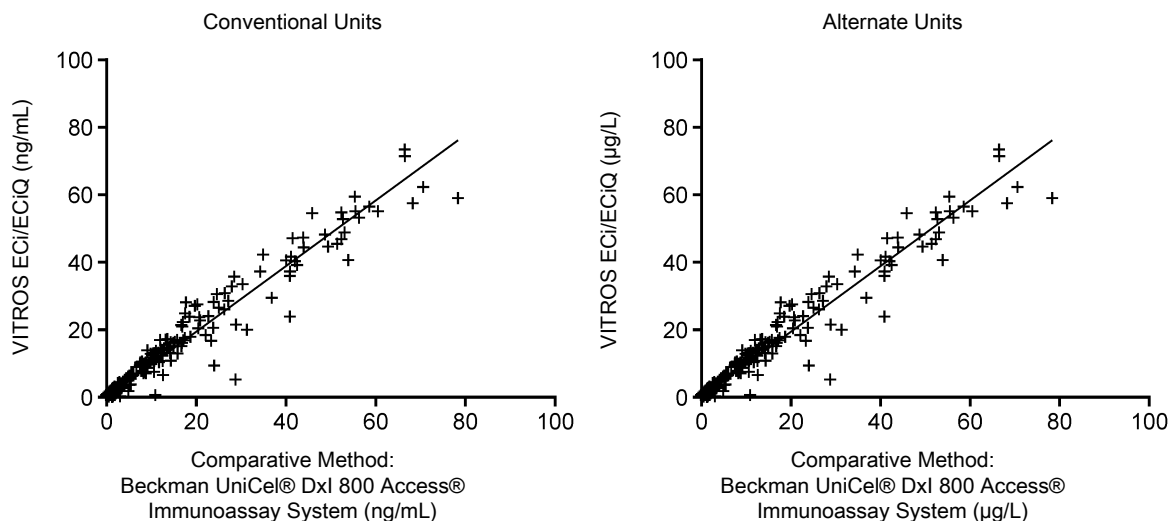 Conventional Units
VITROS ECi/ECiQ (ng/mL)
100
80
60
40
20
0
0 20 40 60 80 100
Comparative Method:
Beckman UniCel® DxI 800 Access®
Immunoassay System (ng/mL)
Alternate Units
VITROS ECi/ECiQ (µg/L)
100
80
60
40
20
0
0 20 40 60 80 100
Comparative Method:
Beckman UniCel® DxI 800 Access®
Immunoassay System (µg/L)